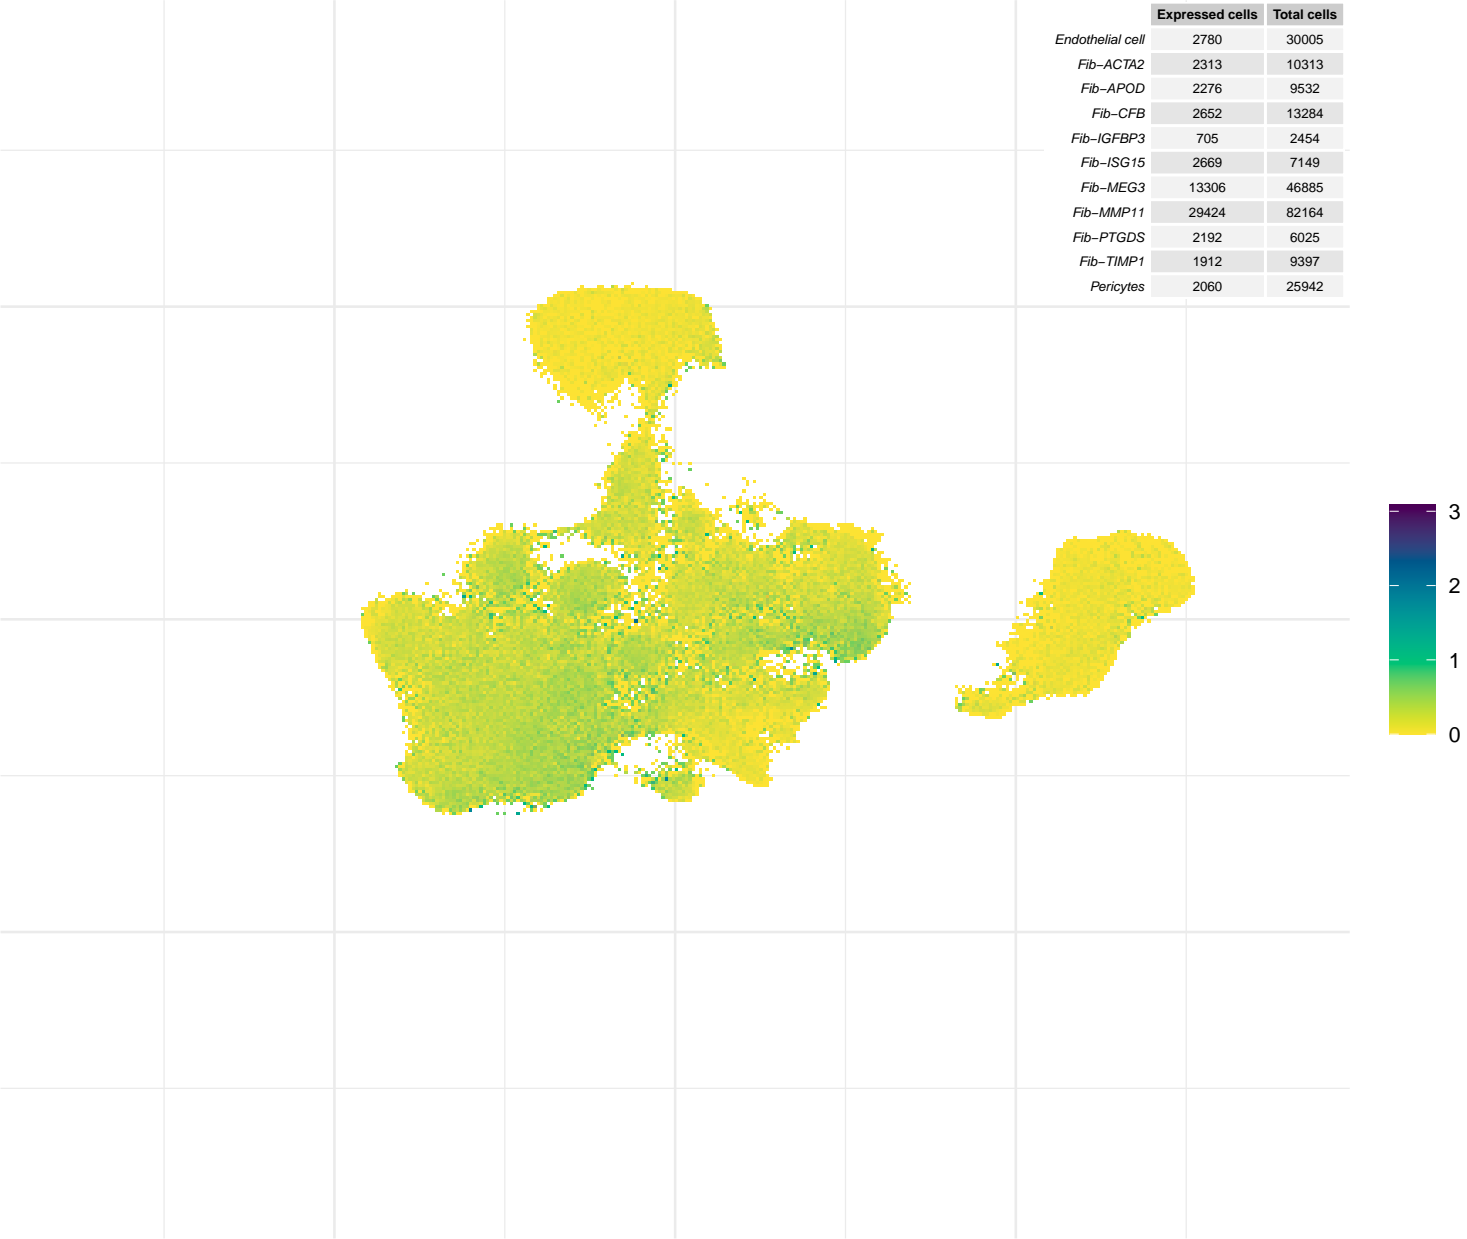 Expressed cells Total cells
Endothelial cell 2780 30005
Fib−ACTA2 2313 10313
Fib−APOD 2276 9532
Fib−CFB 2652 13284
Fib−IGFBP3 705 2454
Fib−ISG15 2669 7149
Fib−MEG3 13306 46885
Fib−MMP11 29424 82164
Fib−PTGDS 2192 6025
Fib−TIMP1 1912 9397
Pericytes 2060 25942
3
2
1
0